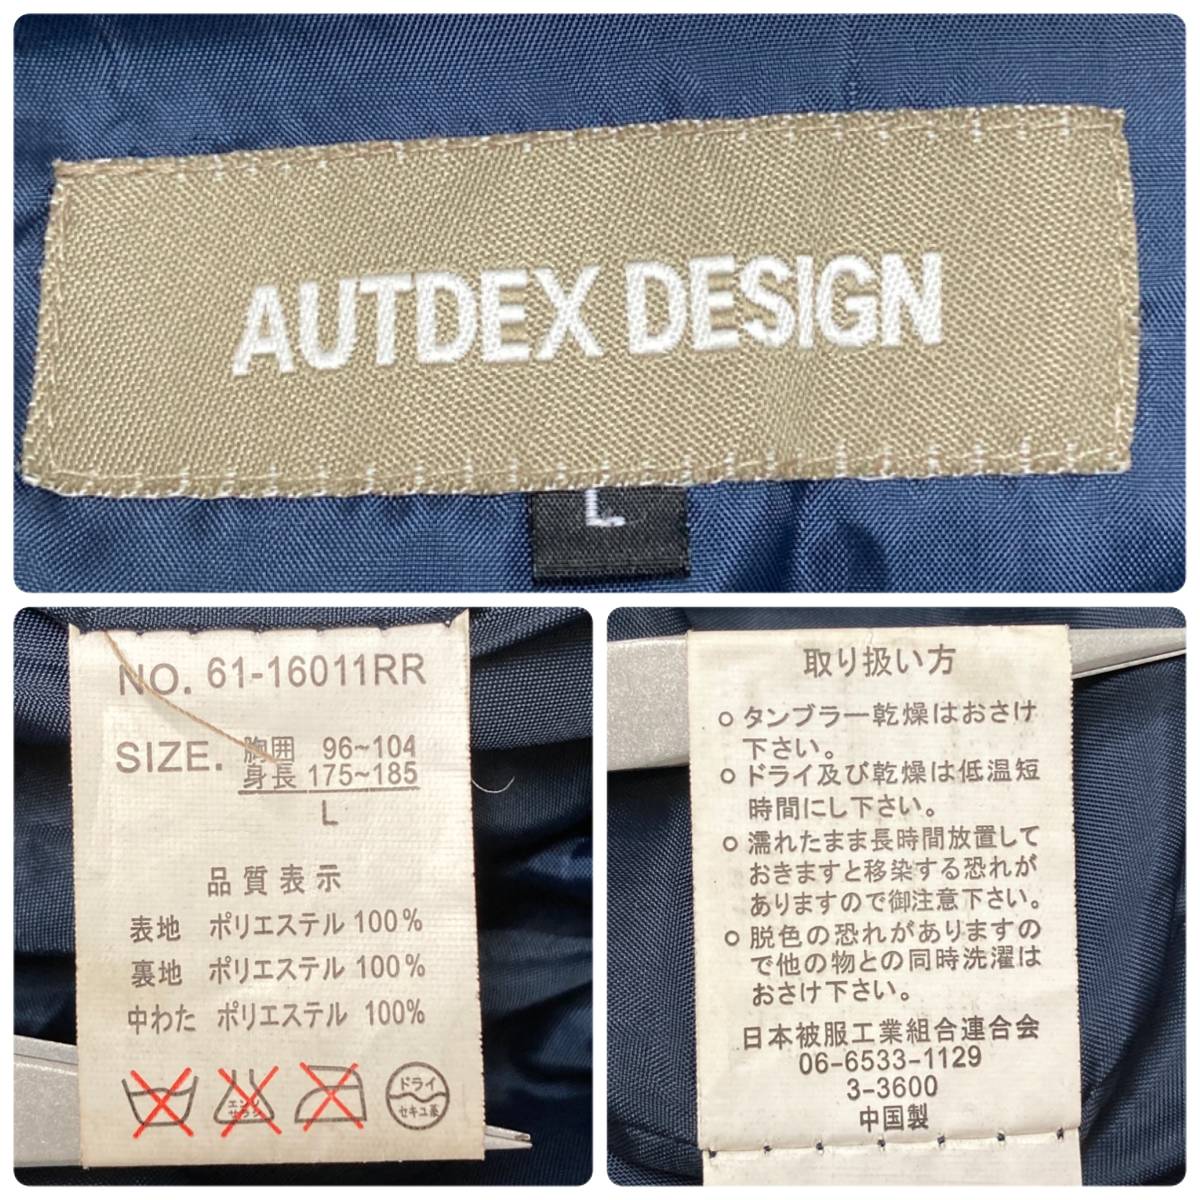 AUTDEX DESIGN
L
NO. 61-16011RR
SIZE. 胸囲 96~104
身長 175~185
L
品質表示
表地 ポリエステル 100%
裏地 ポリエステル 100%
中わた ポリエステル 100%
エンソ
サラシ
ドライ
セキユ系
取り扱い方
○ タンブラー乾燥はおさけ
下さい。
○ ドライ及び乾燥は低温短
時間にし下さい。
○ 濡れたまま長時間放置して
おきますと移染する恐れが
ありますので御注意下さい。
○ 脱色の恐れがありますの
で他の物との同時洗濯は
おさけ下さい。
日本被服工業組合連合会
06-6533-1129
3-3600
中国製